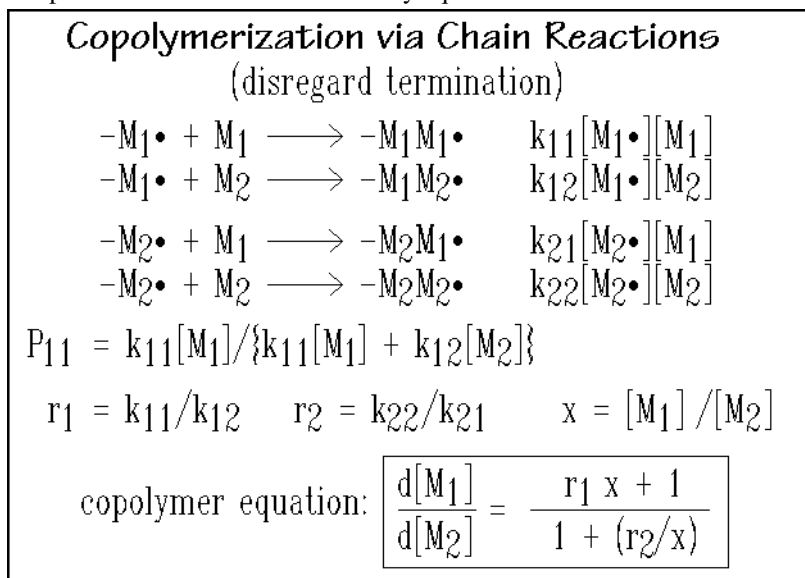 Copolymerization via Chain Reactions
(disregard termination)
-M₁• + M₁ ⟶ -M₁M₁• k₁₁[M₁•][M₁]
-M₁• + M₂ ⟶ -M₁M₂• k₁₂[M₁•][M₂]
-M₂• + M₁ ⟶ -M₂M₁• k₂₁[M₂•][M₁]
-M₂• + M₂ ⟶ -M₂M₂• k₂₂[M₂•][M₂]
P₁₁ = k₁₁[M₁]/{k₁₁[M₁] + k₁₂[M₂]{
r₁ = k₁₁/k₁₂ r₂ = k₂₂/k₂₁ x = [M₁]/[M₂]
copolymer equation: d[M₁]/d[M₂] = (r₁ x + 1)/(1 + (r₂/x))